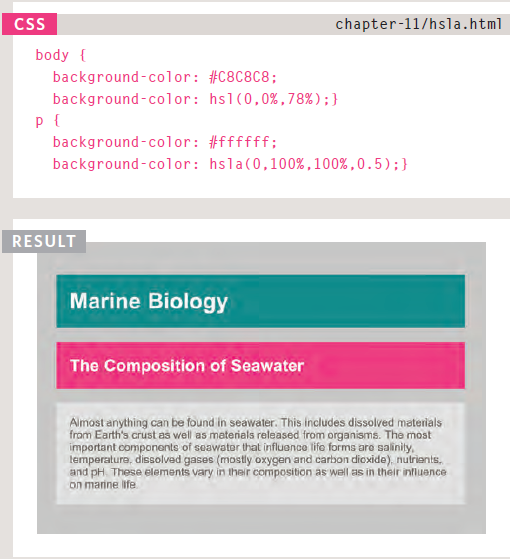 CSS
chapter-11/hsla.html
body {
background-color: #C8C8C8;
background-color: hsl(0,0%,78%);}
p {
background-color: #ffffff;
background-color: hsla(0,100%,100%,0.5);}
RESULT
Marine Biology
The Composition of Seawater
Almost anything can be found in seawater. This includes dissolved materials
from Earth's crust as well as materials released from organisms. The most
important components of seawater that influence life forms are salinity,
temperature, dissolved gases (mostly oxygen and carbon dioxide), nutrients,
and pH. These elements vary in their composition as well as in their influence
on marine life.